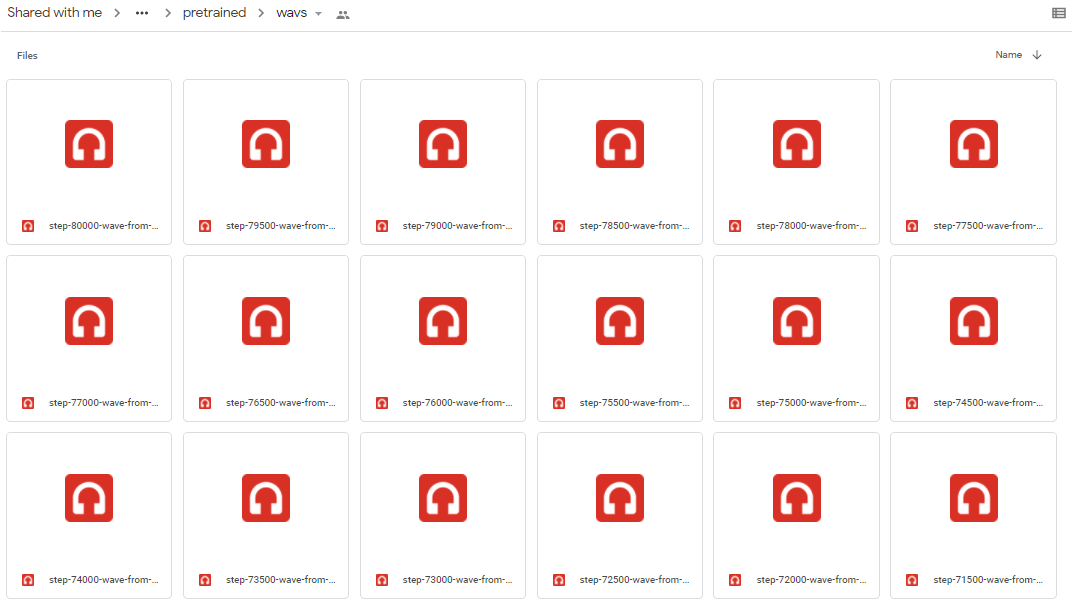 Shared with me > ••• > pretrained > wavs
Files
Name
step-80000-wave-from-...
step-79500-wave-from-...
step-79000-wave-from-...
step-78500-wave-from-...
step-78000-wave-from-...
step-77500-wave-from-...
step-77000-wave-from-...
step-76500-wave-from-...
step-76000-wave-from-...
step-75500-wave-from-...
step-75000-wave-from-...
step-74500-wave-from-...
step-74000-wave-from-...
step-73500-wave-from-...
step-73000-wave-from-...
step-72500-wave-from-...
step-72000-wave-from-...
step-71500-wave-from-...